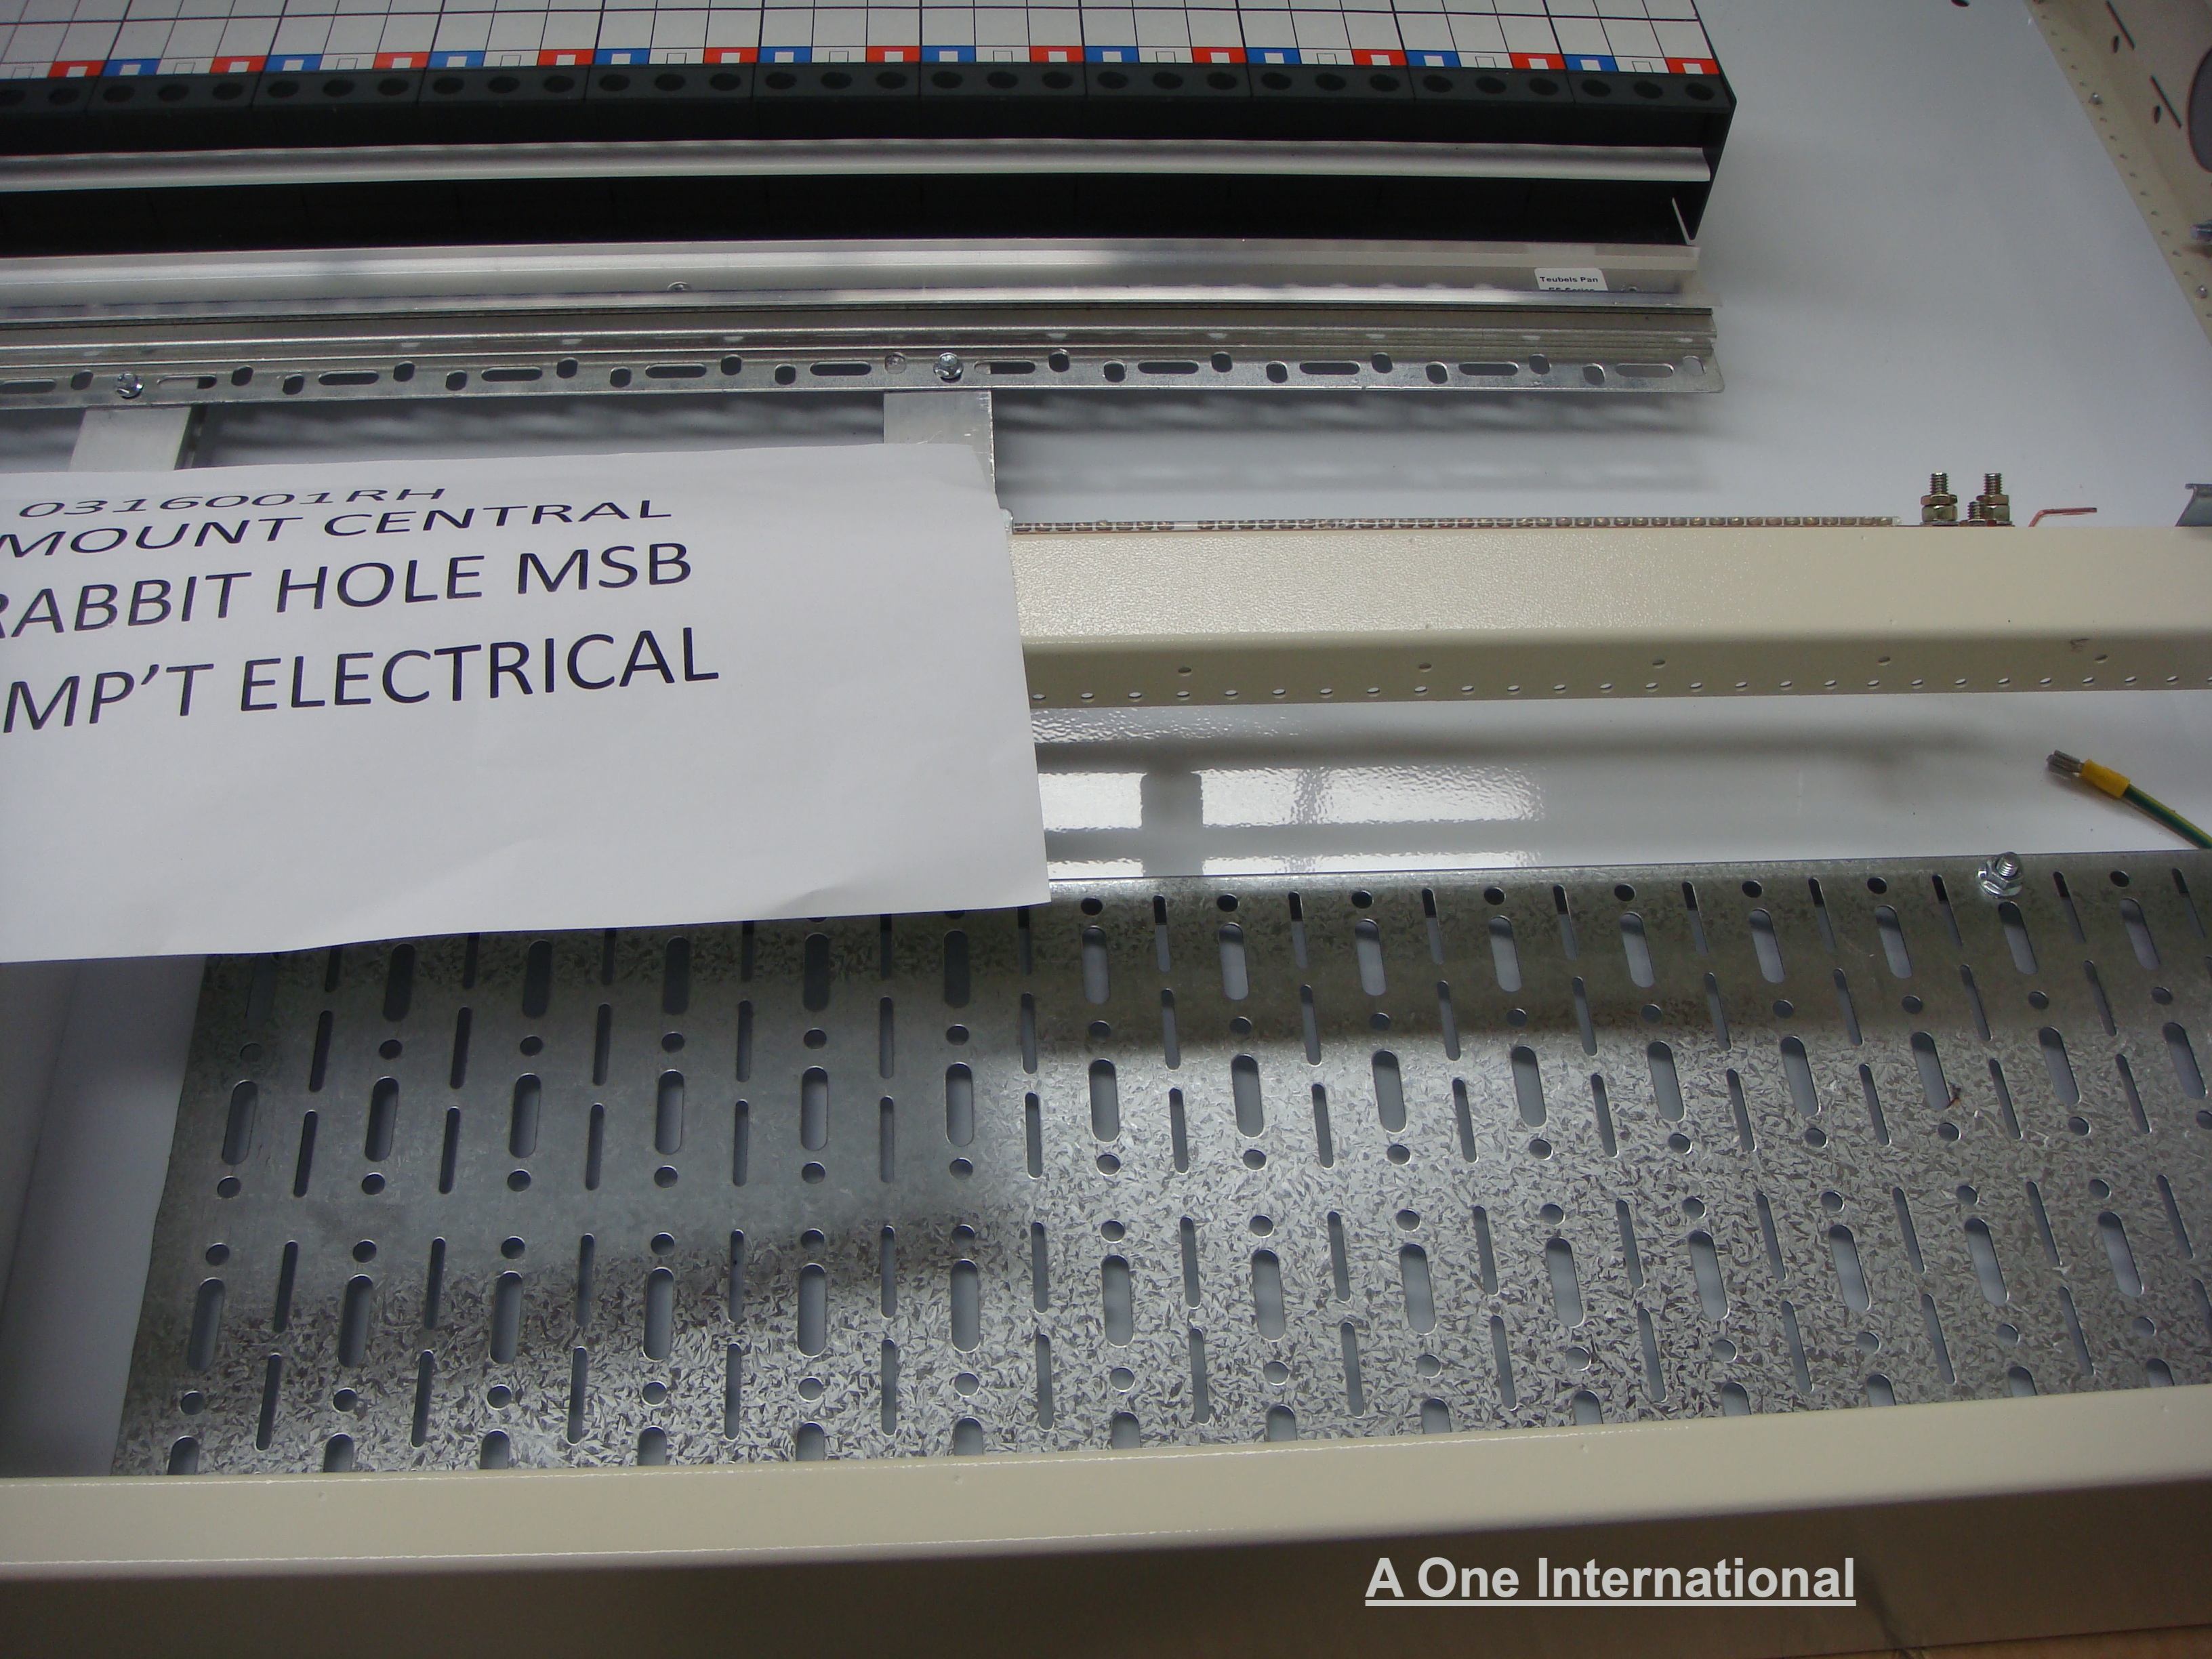 Teubels Pan
0316001RH
MOUNT CENTRAL
RABBIT HOLE MSB
MP'T ELECTRICAL
A One International